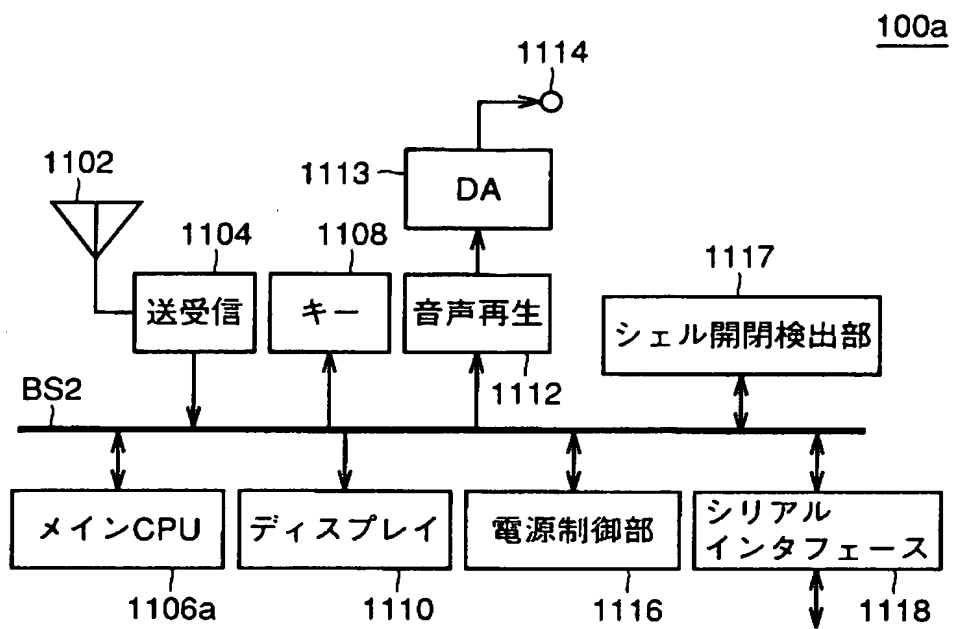 100a
1114
1102
1113
DA
1104
1108
1117
送受信
キー
音声再生
シェル開閉検出部
BS2
1112
メインCPU
ディスプレイ
電源制御部
シリアル
インタフェース
1106a
1110
1116
1118